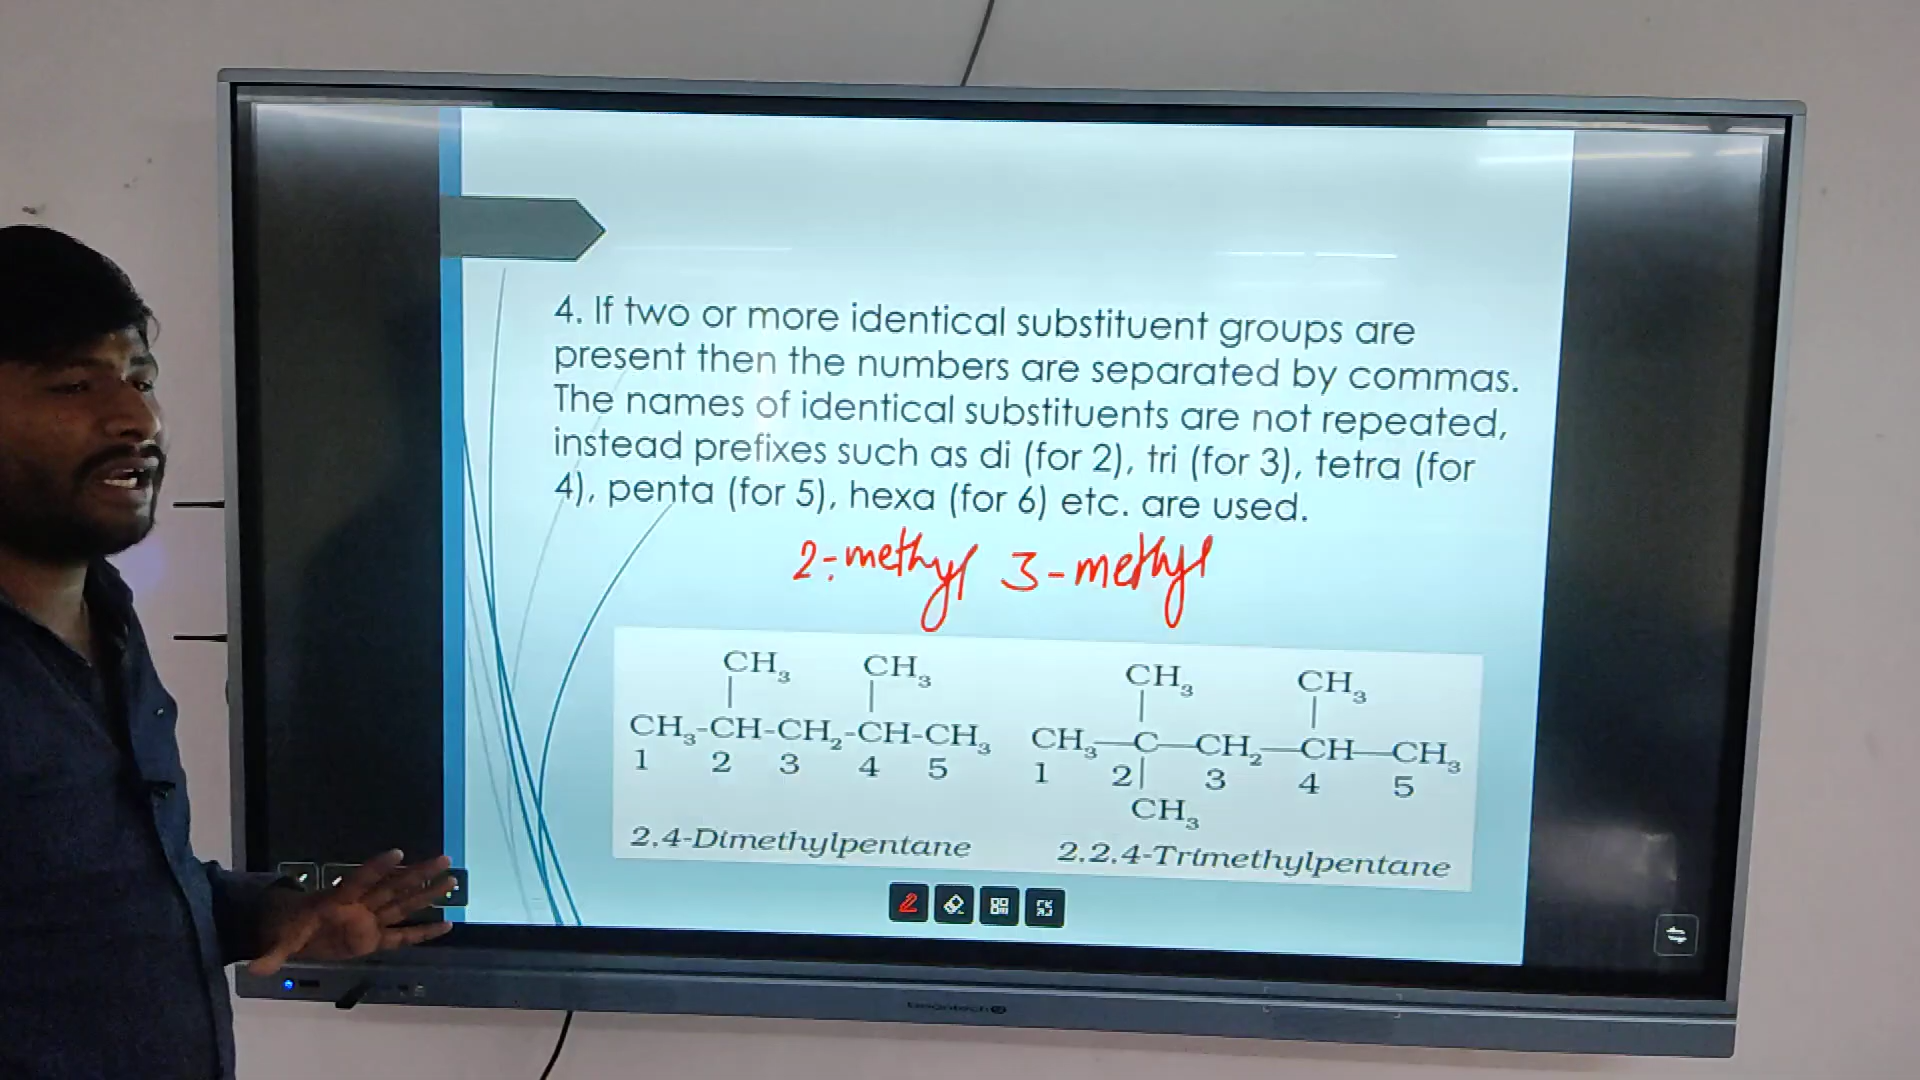 4. If two or more identical substituent groups are
present then the numbers are separated by commas.
The names of identical substituents are not repeated,
instead prefixes such as di (for 2), tri (for 3), tetra (for
4), penta (for 5), hexa (for 6) etc. are used.
2-methyl 3-methyl
CH₃ CH₃
CH₃-CH-CH₂-CH-CH₃
1 2 3 4 5
2,4-Dimethylpentane
CH₃ CH₃
CH₃—C—CH₂—CH—CH₃
1 2 3 4 5
CH₃
2,2,4-Trimethylpentane